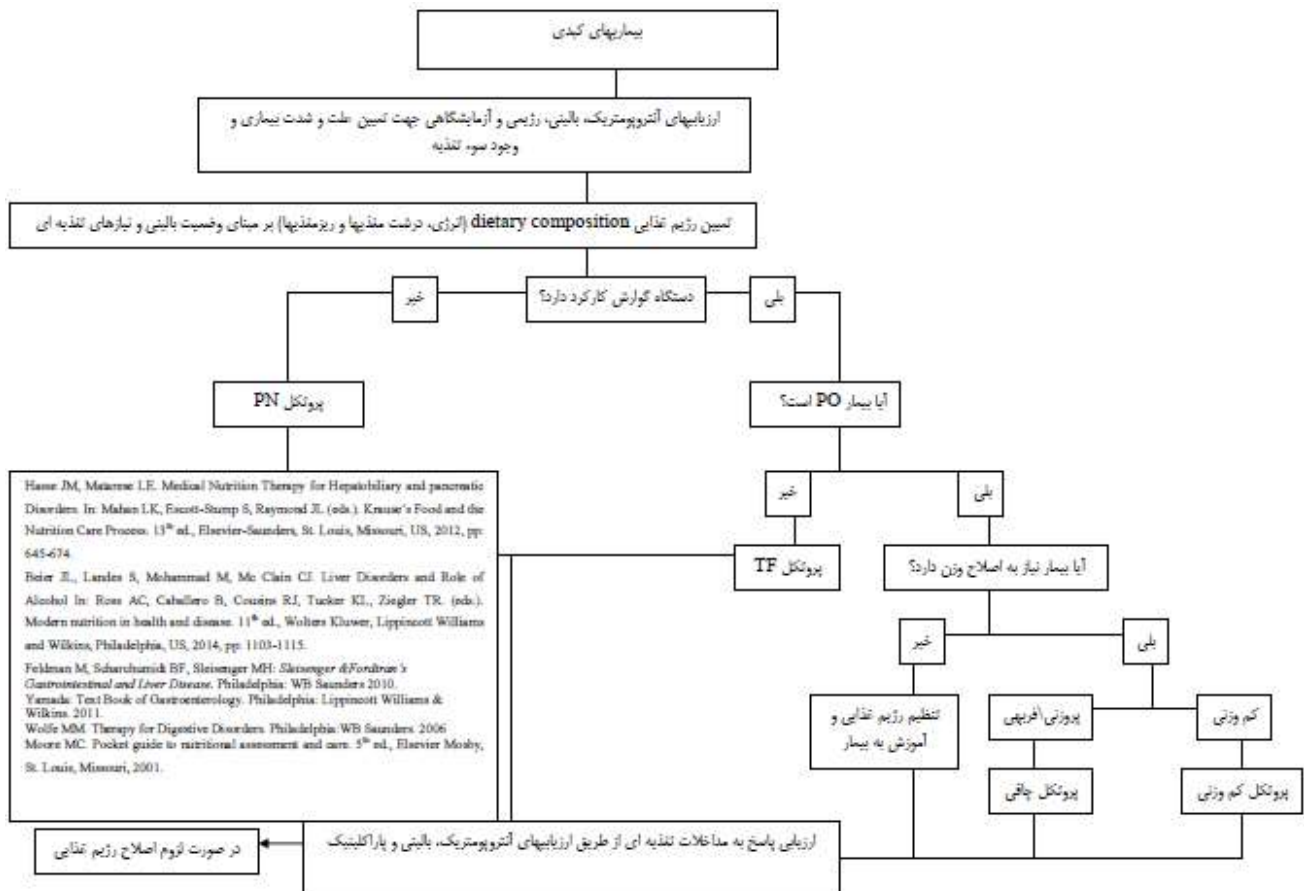 بیماریهای کبدی
ارزیابیهای آنتروپومتریک، بالینی، رژیمی و آزمایشگاهی جهت تعیین علت و شدت بیماری و
وجود سوء تغذیه
تعیین رژیم غذایی dietary composition (انرژی، درشت مغذیها و ریزمغذیها) بر مبنای وضعیت بالینی و نیازهای تغذیه ای
دستگاه گوارش کارکرد دارد؟
بلی
خیر
آیا بیمار PO است؟
پروتکل PN
بلی
خیر
آیا بیمار نیاز به اصلاح وزن دارد؟
پروتکل TF
بلی
خیر
کم وزنی
پروزنی\فربهی
تنظیم رژیم غذایی و
آموزش به بیمار
پروتکل کم وزنی
پروتکل چاقی
Hasse JM, Matarese LE. Medical Nutrition Therapy for Hepatobiliary and pancreatic
Disorders. In: Mahan LK, Escott-Stump S, Raymond JL (eds.). Krause's Food and the
Nutrition Care Process. 13th ed., Elsevier-Saunders, St. Louis, Missouri, US, 2012, pp:
645-674.
Beier JL, Landes S, Mohammad M, Mc Clain CJ. Liver Disorders and Role of
Alcohol In: Ross AC, Caballero B, Cousins RJ, Tucker KL, Ziegler TR. (eds.).
Modern nutrition in health and disease. 11th ed., Wolters Kluwer, Lippincott Williams
and Wilkins, Philadelphia, US, 2014, pp: 1103-1115.
Feldman M, Scharchumidt BF, Sleisenger MH: Sleisenger &Fordtran's
Gastrointestinal and Liver Disease. Philadelphia: WB Saunders 2010.
Yamada: Text Book of Gastroenterology. Philadelphia: Lippincott Williams &
Wilkins. 2011.
Wolfe MM. Therapy for Digestive Disorders. Philadelphia:WB Saunders. 2006
Moore MC. Pocket guide to nutritional assessment and care. 5th ed., Elsevier Mosby,
St. Louis, Missouri, 2001.
ارزیابی پاسخ به مداخلات تغذیه ای از طریق ارزیابیهای آنتروپومتریک، بالینی و پاراکلینیک
در صورت لزوم اصلاح رژیم غذایی